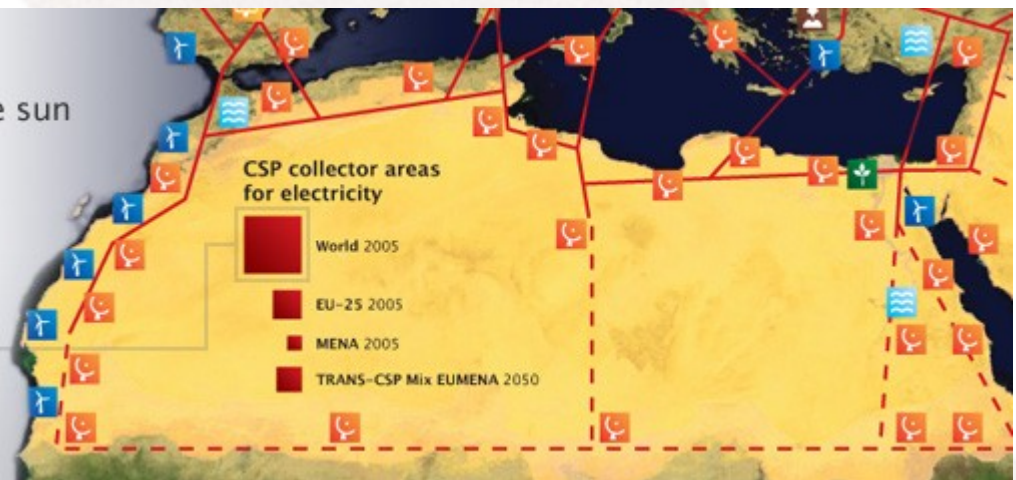 e sun
CSP collector areas
for electricity
World 2005
EU-25 2005
MENA 2005
TRANS-CSP Mix EUMENA 2050